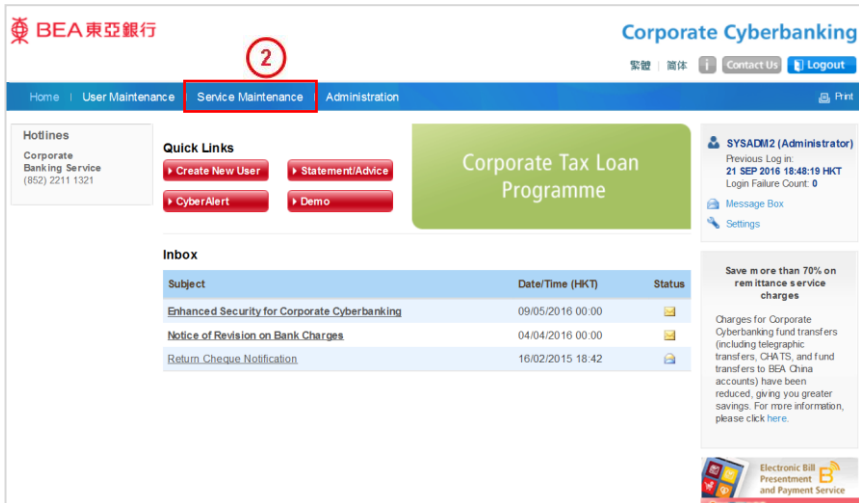 BEA東亞銀行
Corporate Cyberbanking
2
繁體 | 简体 i Contact Us Logout
Home | User Maintenance | Service Maintenance | Administration Print
Hotlines
Corporate
Banking Service
(852) 2211 1321
Quick Links
Create New User
Statement/Advice
CyberAlert
Demo
Corporate Tax Loan
Programme
SYSADM2 (Administrator)
Previous Log in:
21 SEP 2016 18:48:19 HKT
Login Failure Count: 0
Message Box
Settings
Inbox
Subject Date/Time (HKT) Status
Enhanced Security for Corporate Cyberbanking 09/05/2016 00:00
Notice of Revision on Bank Charges 04/04/2016 00:00
Return Cheque Notification 16/02/2015 18:42
Save more than 70% on
remittance service
charges
Charges for Corporate
Cyberbanking fund transfers
(including telegraphic
transfers, CHATS, and fund
transfers to BEA China
accounts) have been
reduced, giving you greater
savings. For more information,
please click here.
Electronic Bill
Presentment
and Payment Service